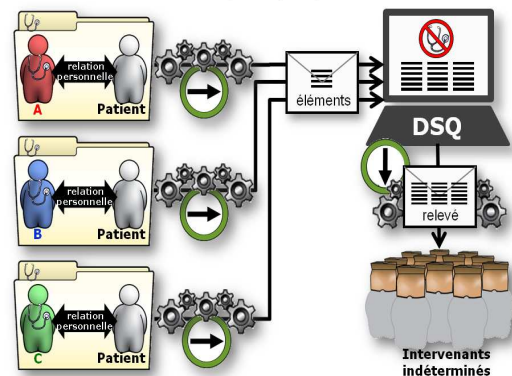 relation
personnelle
A
Patient
relation
personnelle
B
Patient
relation
personnelle
C
Patient
éléments
DSQ
relevé
Intervenants
indéterminés